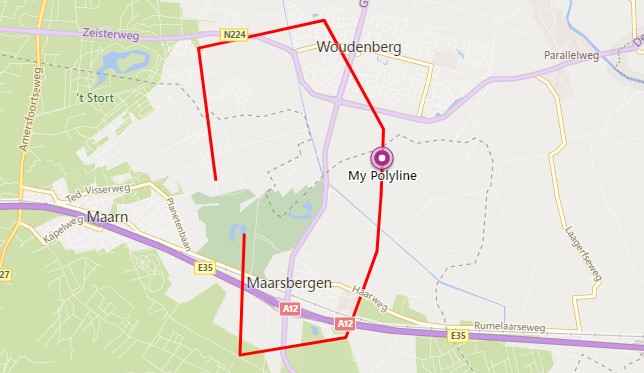 Zeisterweg
N224
G
Woudenberg
Parallelweg
De
Amersfoortseweg
't Stort
My Polyline
Ted Visserweg
Maarn
Planetenbaan
Kapelweg
Laagerfseweg
27
E35
Maarsbergen
Haarweg
A12
A12
Rumelaarseweg
E35